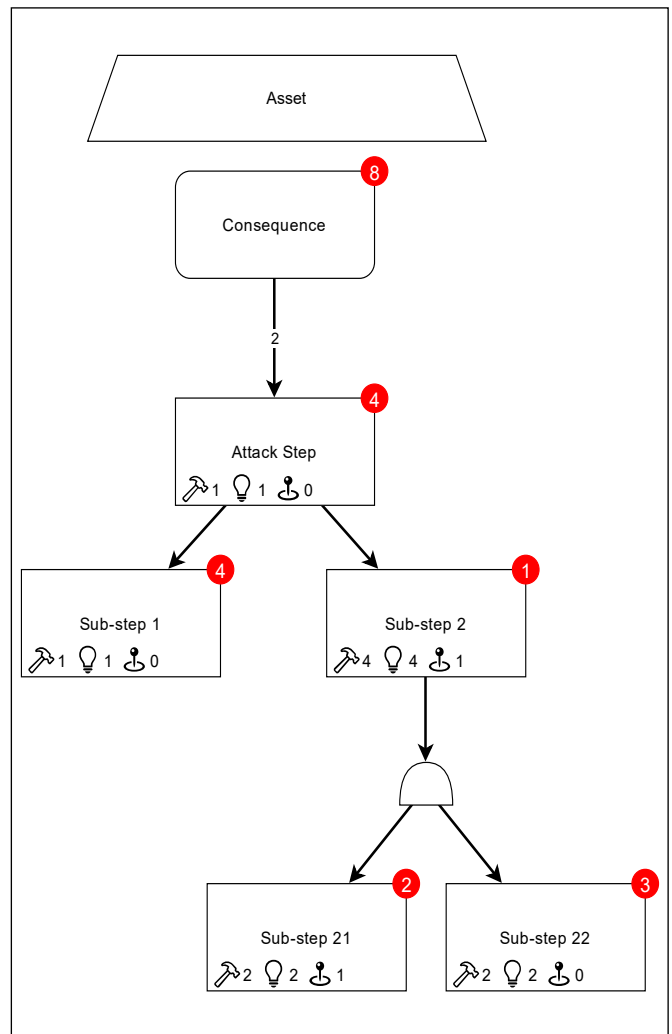 Asset
8
Consequence
2
4
Attack Step
1 1 0
4
Sub-step 1
1 1 0
1
Sub-step 2
4 4 1
2
Sub-step 21
2 2 1
3
Sub-step 22
2 2 0